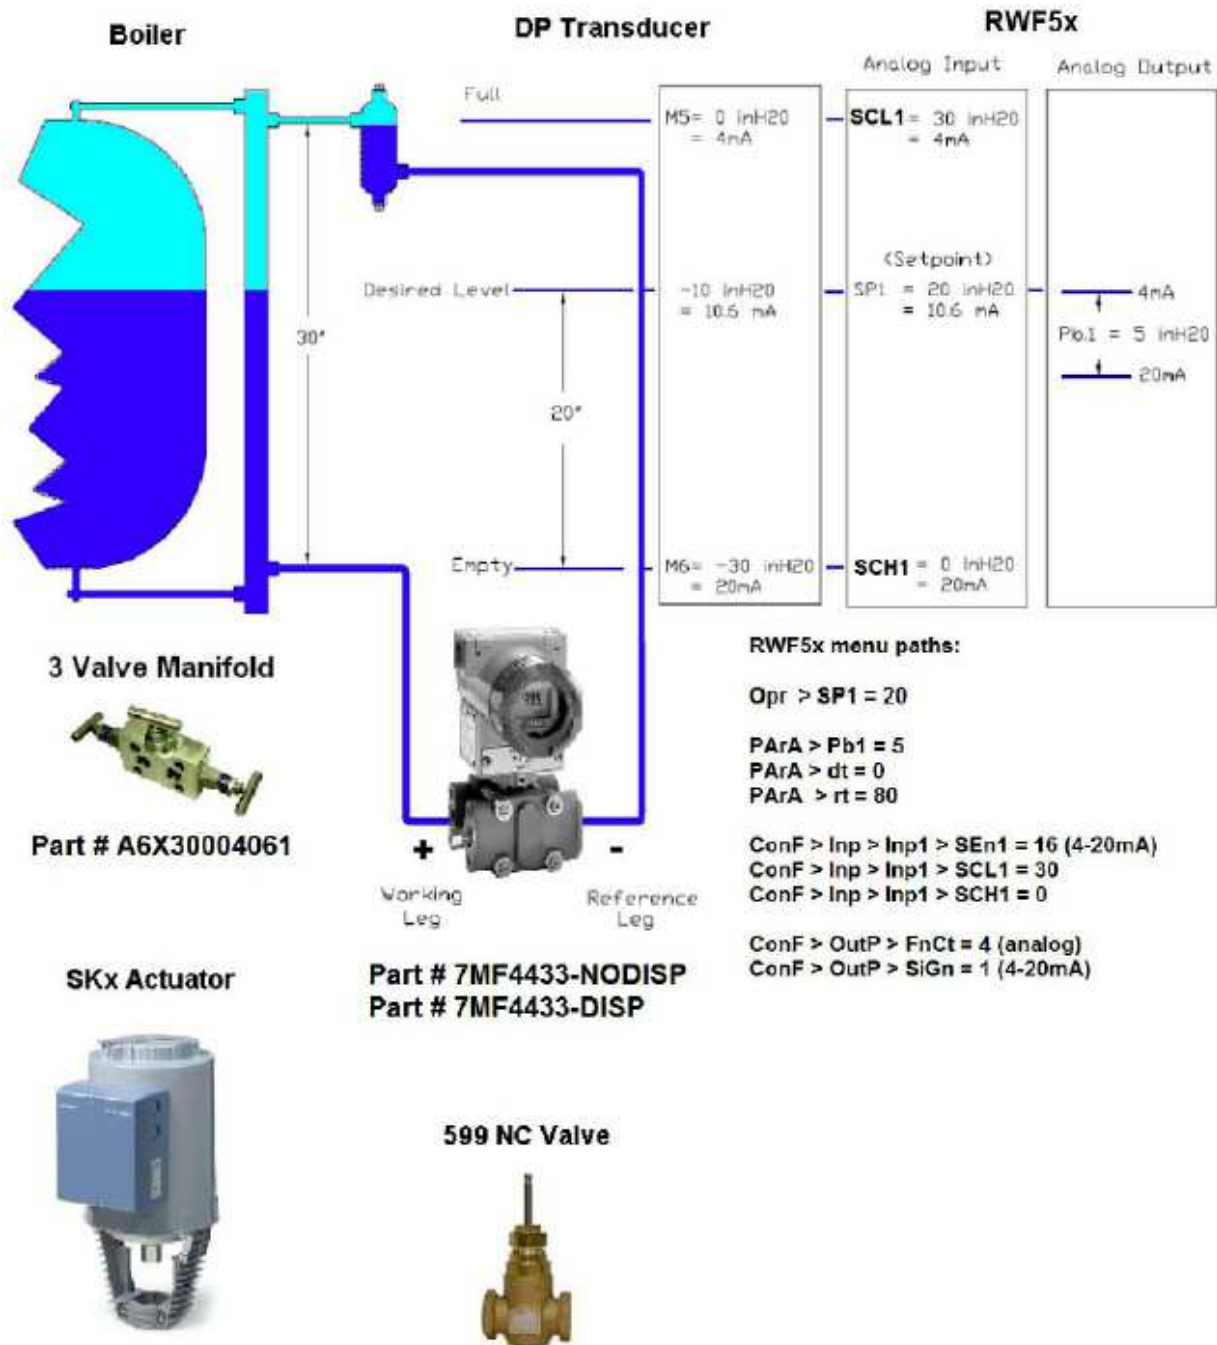 Boiler
DP Transducer
RWF5x
Analog Input
Analog Output
Full
M5= 0 inH20
= 4mA
SCL1 = 30 inH20
= 4mA
(Setpoint)
Desired Level
-10 inH20
= 10.6 mA
SP1 = 20 inH20
= 10.6 mA
4mA
Pb.1 = 5 inH20
20mA
30"
20"
Empty
M6= -30 inH20
= 20mA
SCH1 = 0 inH20
= 20mA
3 Valve Manifold
Part # A6X30004061
+
-
Working
Leg
Reference
Leg
Part # 7MF4433-NODISP
Part # 7MF4433-DISP
RWF5x menu paths:
Opr > SP1 = 20
PArA > Pb1 = 5
PArA > dt = 0
PArA > rt = 80
ConF > Inp > Inp1 > SEn1 = 16 (4-20mA)
ConF > Inp > Inp1 > SCL1 = 30
ConF > Inp > Inp1 > SCH1 = 0
ConF > OutP > FnCt = 4 (analog)
ConF > OutP > SiGn = 1 (4-20mA)
SKx Actuator
599 NC Valve